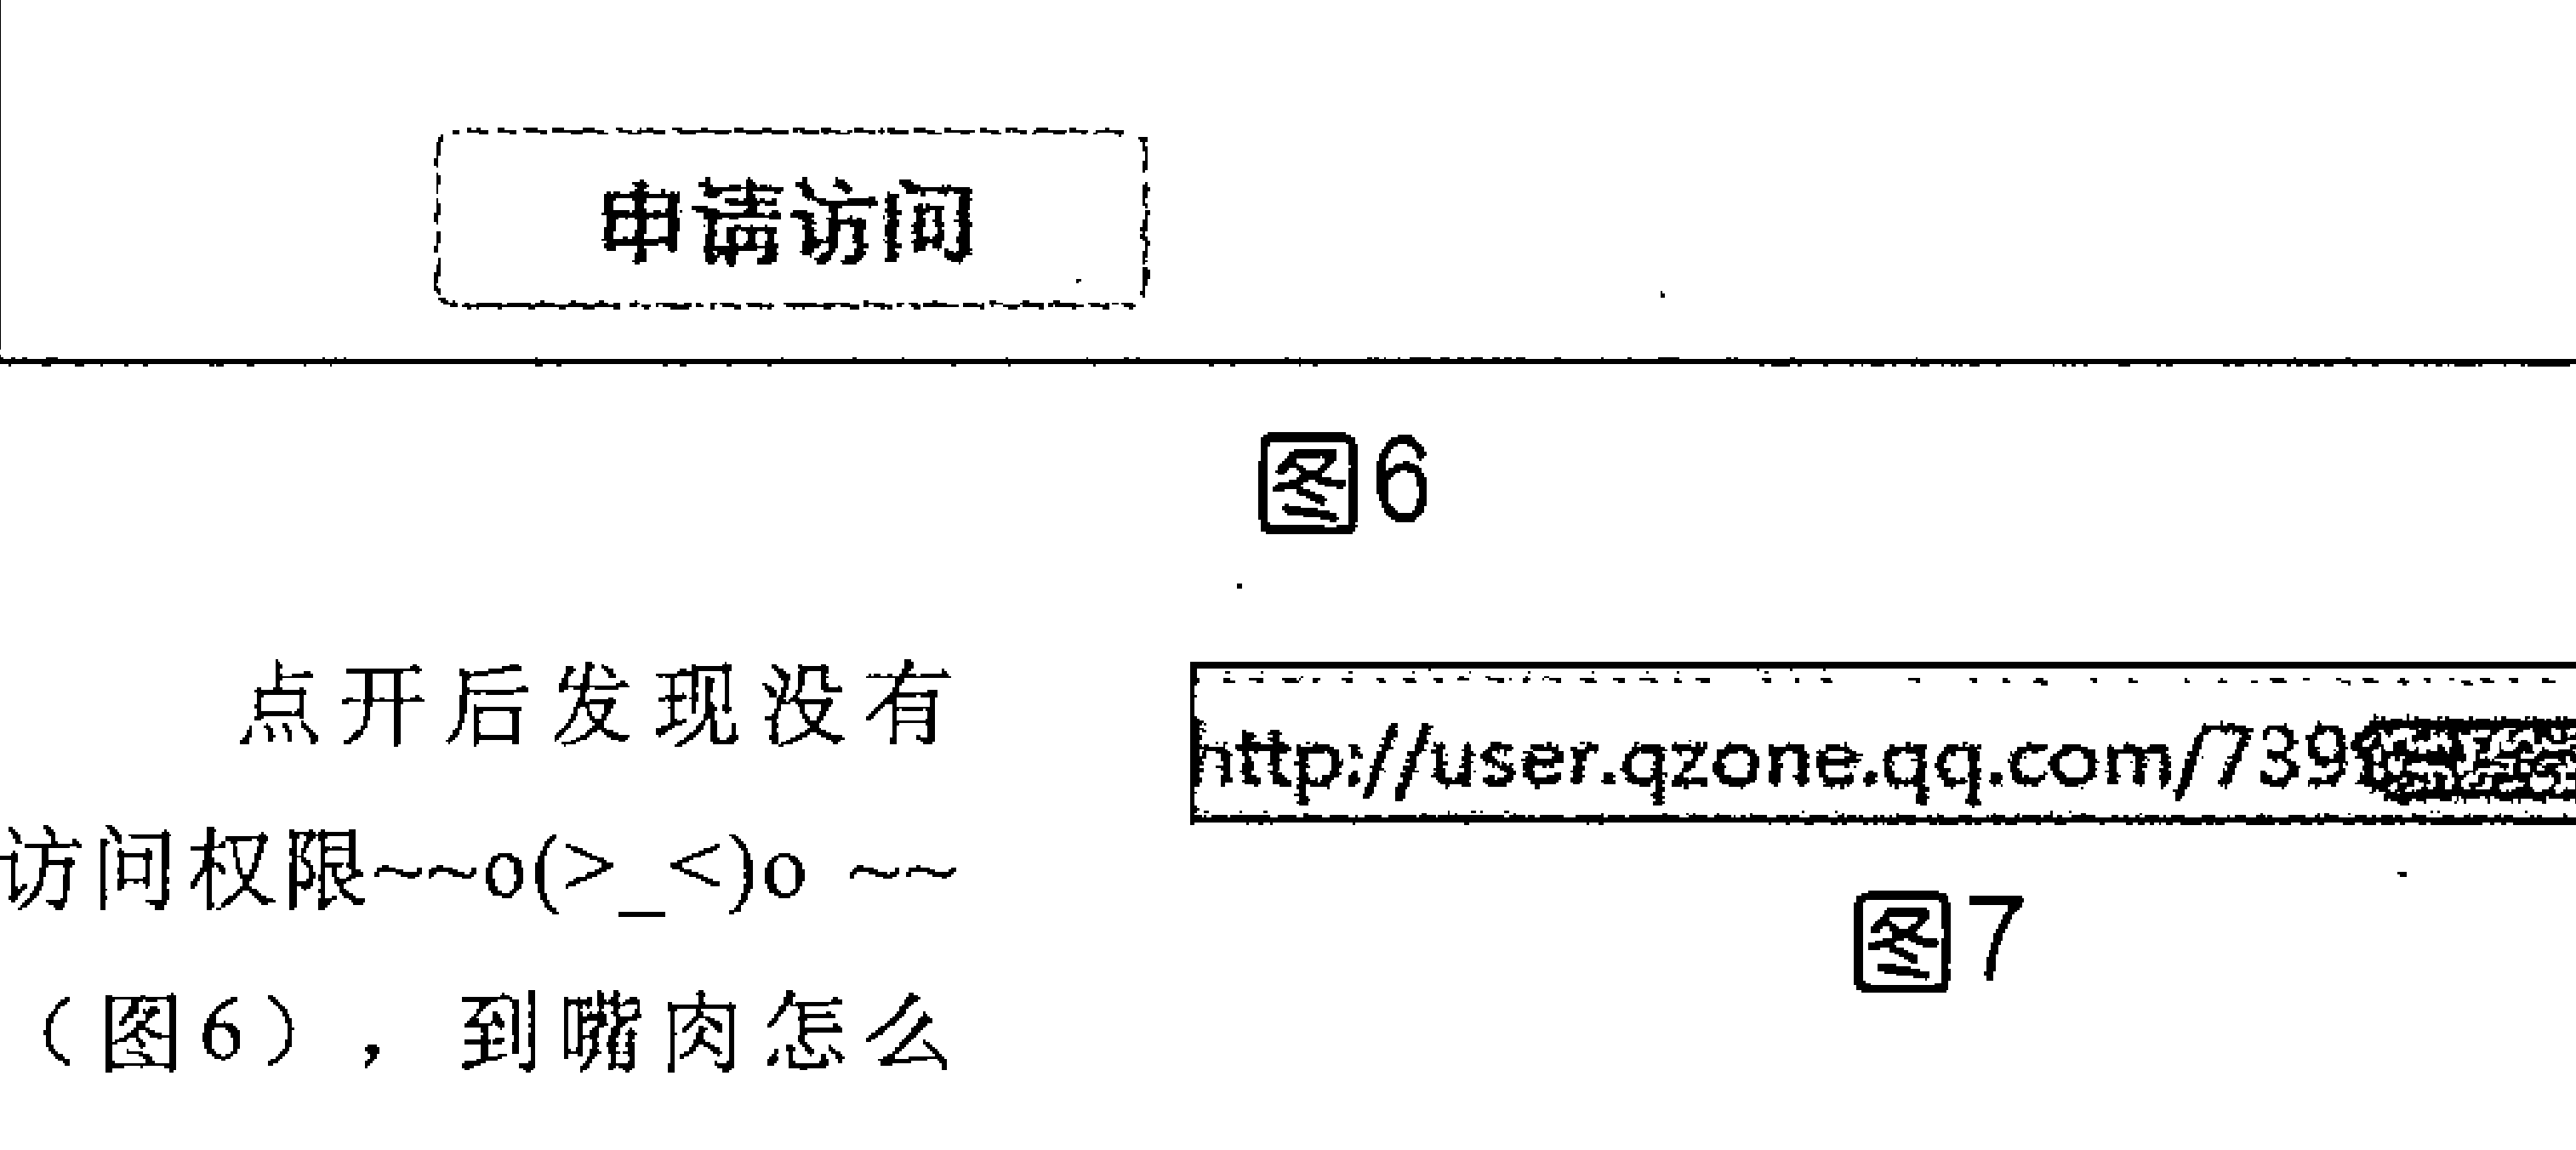 申请访问
图6
点开后发现没有
访问权限~~o(>_<)o ~~
（图6），到嘴肉怎么
http://user.qzone.qq.com/739
图7